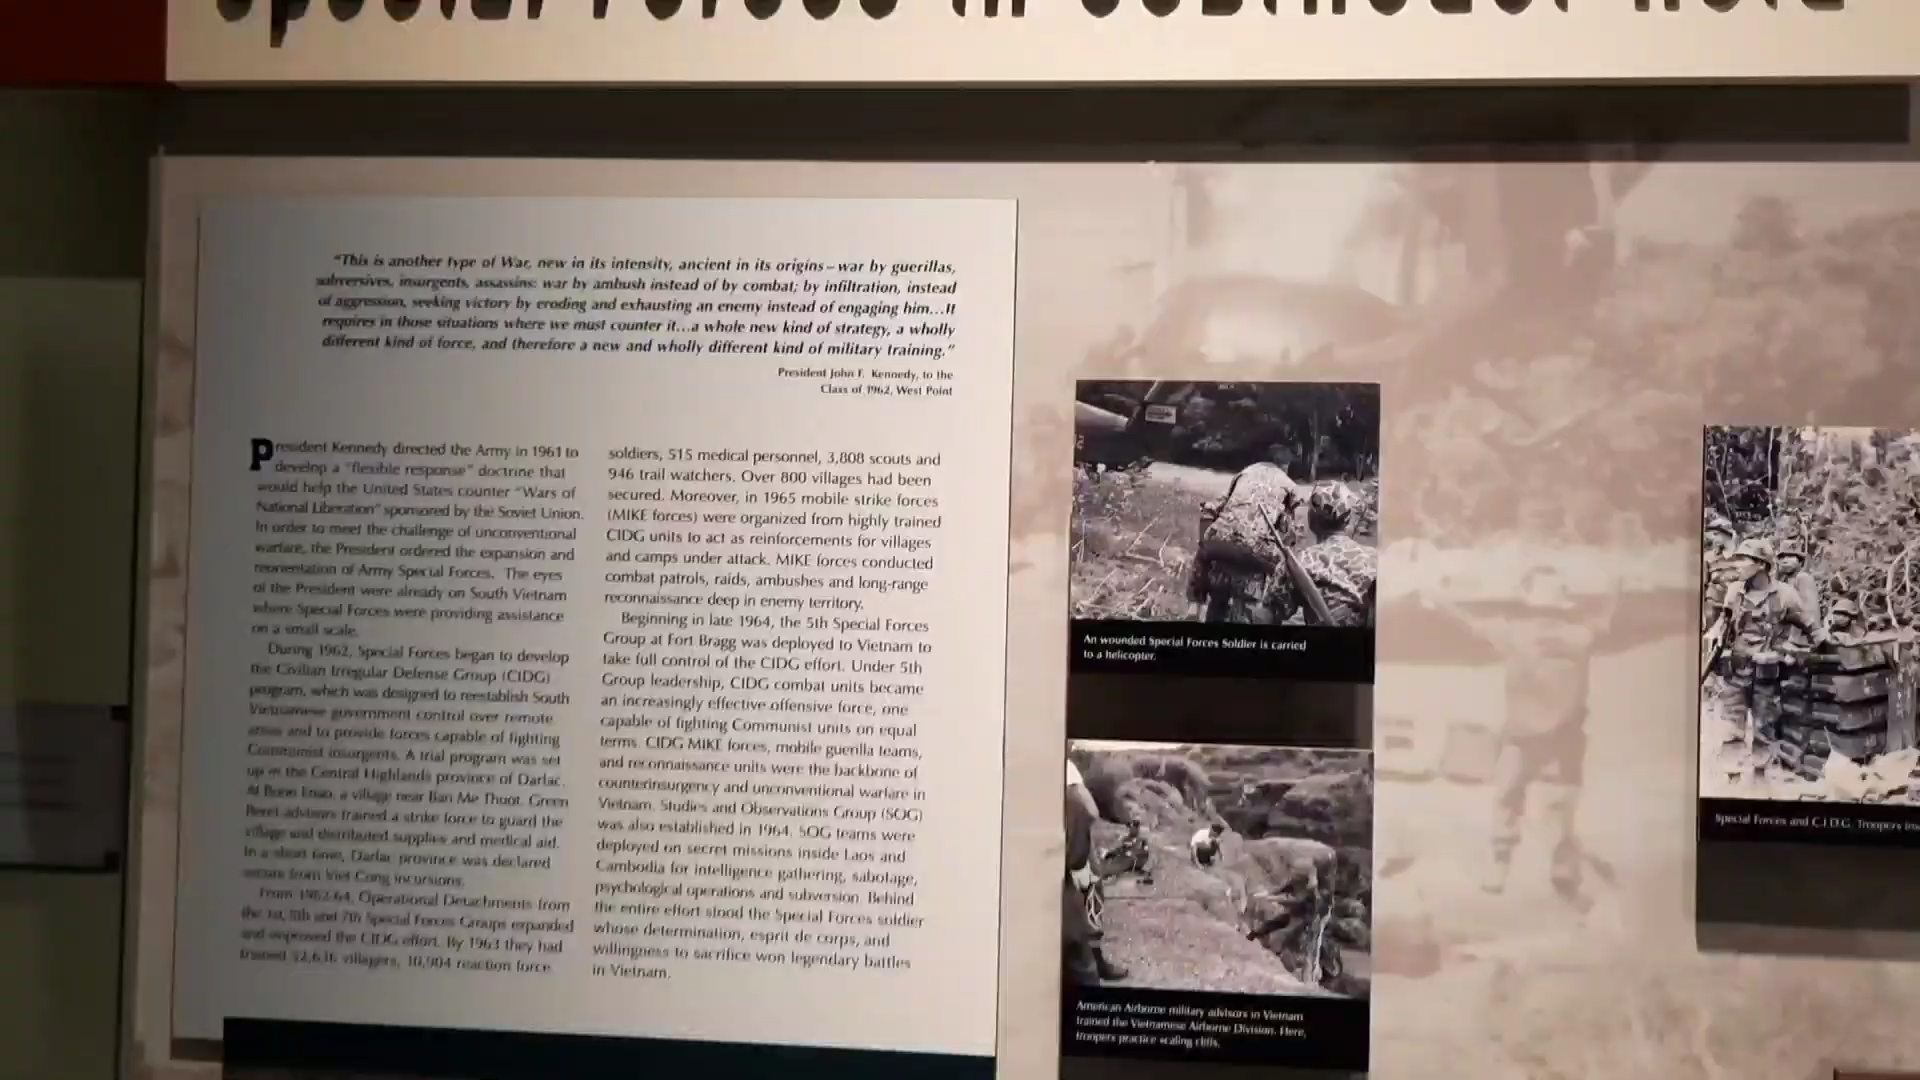 Special Forces in Southeast Asia
"This is another type of War, new in its intensity, ancient in its origins – war by guerillas,
subversives, insurgents, assassins: war by ambush instead of by combat; by infiltration, instead
of aggression, seeking victory by eroding and exhausting an enemy instead of engaging him...It
requires in those situations where we must counter it...a whole new kind of strategy, a wholly
different kind of force, and therefore a new and wholly different kind of military training."
President John F. Kennedy, to the
Class of 1962, West Point
President Kennedy directed the Army in 1961 to
develop a "flexible response" doctrine that
would help the United States counter "Wars of
National Liberation" sponsored by the Soviet Union.
In order to meet the challenge of unconventional
warfare, the President ordered the expansion and
reorientation of Army Special Forces. The eyes
of the President were already on South Vietnam
where Special Forces were providing assistance
on a small scale.
During 1962, Special Forces began to develop
the Civilian Irregular Defense Group (CIDG)
program, which was designed to reestablish South
Vietnamese government control over remote
areas and to provide forces capable of fighting
Communist insurgents. A trial program was set
up in the Central Highlands province of Darlac.
At Buon Enao, a village near Ban Me Thuot, Green
Beret advisors trained a strike force to guard the
village and distributed supplies and medical aid.
In a short time, Darlac province was declared
secure from Viet Cong incursions.
From 1962-64, Operational Detachments from
the 1st, 5th and 7th Special Forces Groups expanded
and improved the CIDG effort. By 1963 they had
trained 52,636 villagers, 10,904 reaction force
soldiers, 515 medical personnel, 3,808 scouts and
946 trail watchers. Over 800 villages had been
secured. Moreover, in 1965 mobile strike forces
(MIKE forces) were organized from highly trained
CIDG units to act as reinforcements for villages
and camps under attack. MIKE forces conducted
combat patrols, raids, ambushes and long-range
reconnaissance deep in enemy territory.
Beginning in late 1964, the 5th Special Forces
Group at Fort Bragg was deployed to Vietnam to
take full control of the CIDG effort. Under 5th
Group leadership, CIDG combat units became
an increasingly effective offensive force, one
capable of fighting Communist units on equal
terms. CIDG MIKE forces, mobile guerilla teams,
and reconnaissance units were the backbone of
counterinsurgency and unconventional warfare in
Vietnam. Studies and Observations Group (SOG)
was also established in 1964. SOG teams were
deployed on secret missions inside Laos and
Cambodia for intelligence gathering, sabotage,
psychological operations and subversion. Behind
the entire effort stood the Special Forces soldier
whose determination, esprit de corps, and
willingness to sacrifice won legendary battles
in Vietnam.
An wounded Special Forces Soldier is carried
to a helicopter.
American Airborne military advisors in Vietnam
trained the Vietnamese Airborne Division. Here,
troopers practice scaling cliffs.
Special Forces and C.I.D.G. Troopers